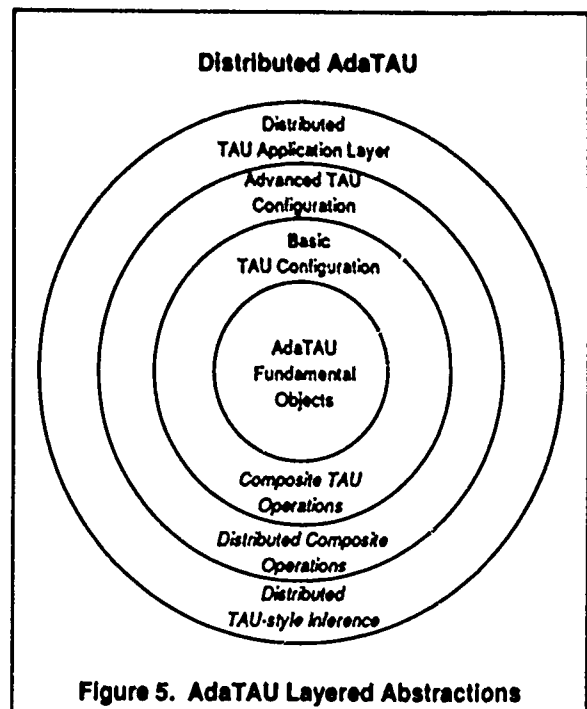 Distributed AdaTAU
Distributed
TAU Application Layer
Advanced TAU
Configuration
Basic
TAU Configuration
AdaTAU
Fundamental
Objects
Composite TAU
Operations
Distributed Composite
Operations
Distributed
TAU-style Inference
Figure 5. AdaTAU Layered Abstractions